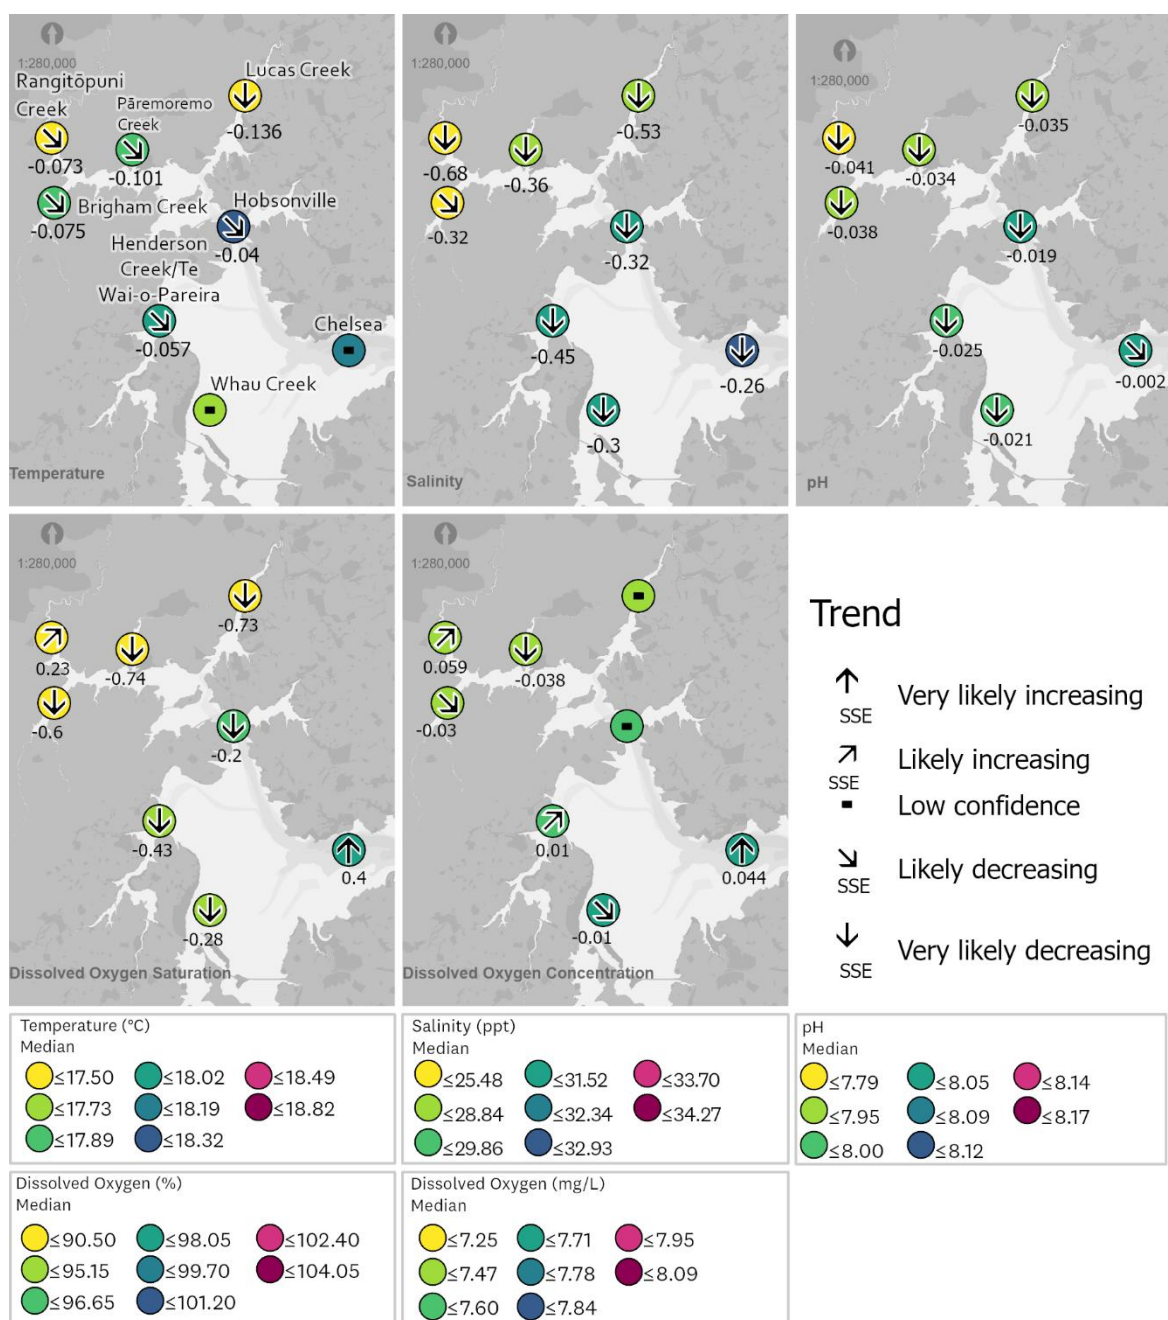 1:280,000
Rangitōpuni
Creek
-0.073
Pāremoremo
Creek
-0.101
Lucas Creek
-0.136
-0.075
Brigham Creek
Hobsonville
-0.04
Henderson
Creek/Te
Wai-o-Pareira
-0.057
Chelsea
Whau Creek
Temperature
1:280,000
-0.53
-0.68
-0.36
-0.32
-0.32
-0.45
-0.26
-0.3
Salinity
1:280,000
-0.035
-0.041
-0.034
-0.038
-0.019
-0.025
-0.002
-0.021
pH
1:280,000
-0.73
0.23
-0.74
-0.6
-0.2
-0.43
0.4
-0.28
Dissolved Oxygen Saturation
1:280,000
0.059
-0.038
-0.03
0.01
0.044
-0.01
Dissolved Oxygen Concentration
Trend
SSE Very likely increasing
SSE Likely increasing
Low confidence
SSE Likely decreasing
SSE Very likely decreasing
Temperature (°C)
Median
≤17.50 ≤18.02 ≤18.49
≤17.73 ≤18.19 ≤18.82
≤17.89 ≤18.32
Salinity (ppt)
Median
≤25.48 ≤31.52 ≤33.70
≤28.84 ≤32.34 ≤34.27
≤29.86 ≤32.93
pH
Median
≤7.79 ≤8.05 ≤8.14
≤7.95 ≤8.09 ≤8.17
≤8.00 ≤8.12
Dissolved Oxygen (%)
Median
≤90.50 ≤98.05 ≤102.40
≤95.15 ≤99.70 ≤104.05
≤96.65 ≤101.20
Dissolved Oxygen (mg/L)
Median
≤7.25 ≤7.71 ≤7.95
≤7.47 ≤7.78 ≤8.09
≤7.60 ≤7.84